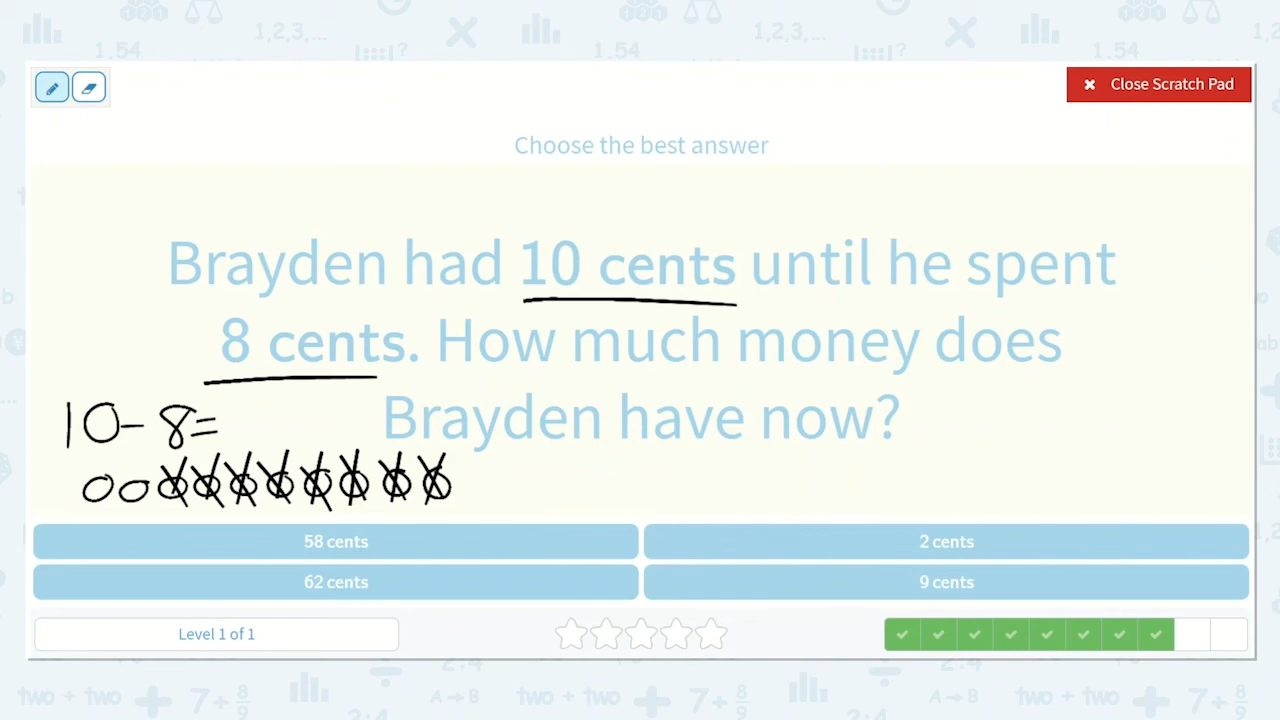 Close Scratch Pad
Choose the best answer
Brayden had 10 cents until he spent
8 cents. How much money does
Brayden have now?
10-8=
58 cents
2 cents
62 cents
9 cents
Level 1 of 1